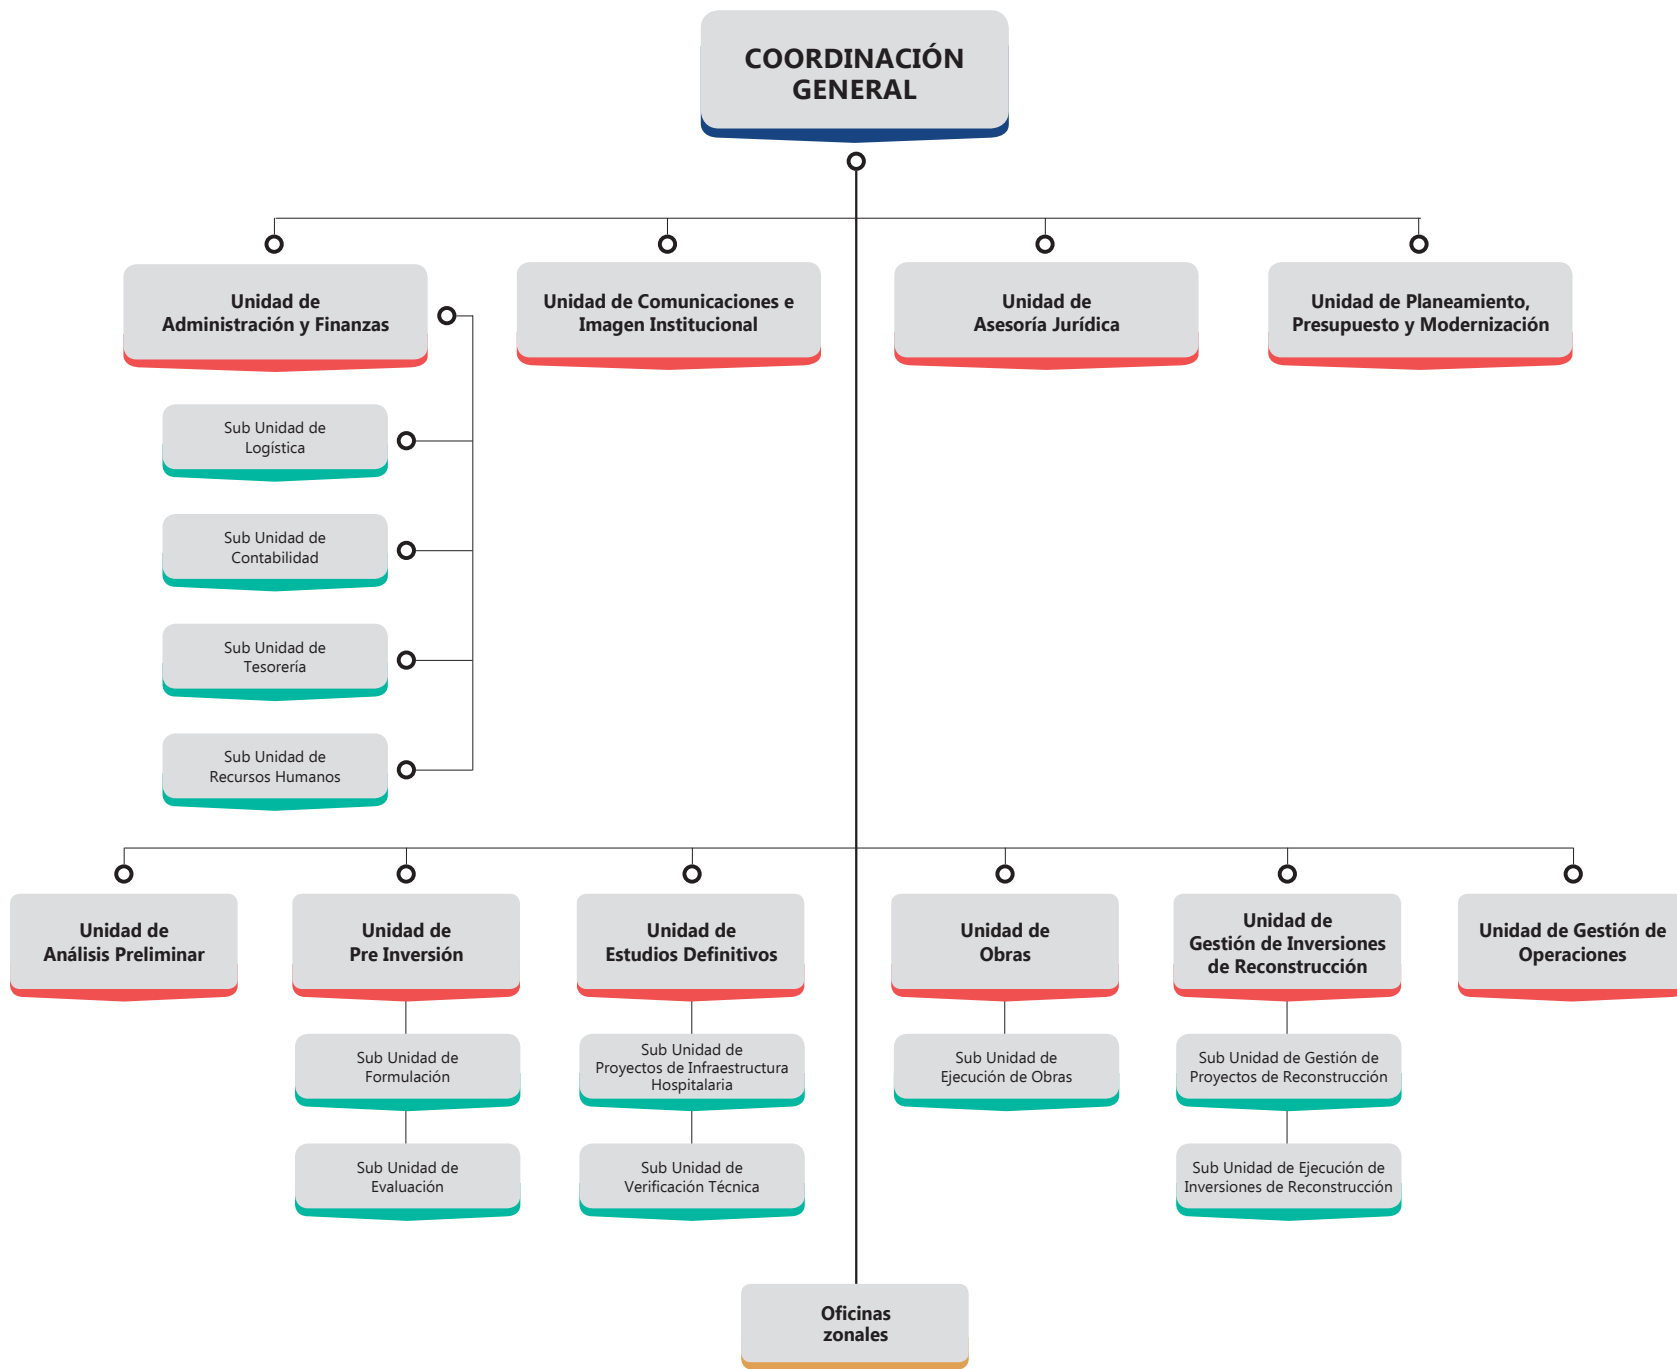 COORDINACIÓN
GENERAL
Unidad de
Administración y Finanzas
Unidad de Comunicaciones e
Imagen Institucional
Unidad de
Asesoría Jurídica
Unidad de Planeamiento,
Presupuesto y Modernización
Sub Unidad de
Logística
Sub Unidad de
Contabilidad
Sub Unidad de
Tesorería
Sub Unidad de
Recursos Humanos
Unidad de
Análisis Preliminar
Unidad de
Pre Inversión
Unidad de
Estudios Definitivos
Unidad de
Obras
Unidad de
Gestión de Inversiones
de Reconstrucción
Unidad de Gestión de
Operaciones
Sub Unidad de
Formulación
Sub Unidad de
Proyectos de Infraestructura
Hospitalaria
Sub Unidad de
Ejecución de Obras
Sub Unidad de Gestión de
Proyectos de Reconstrucción
Sub Unidad de
Evaluación
Sub Unidad de
Verificación Técnica
Sub Unidad de Ejecución de
Inversiones de Reconstrucción
Oficinas
zonales